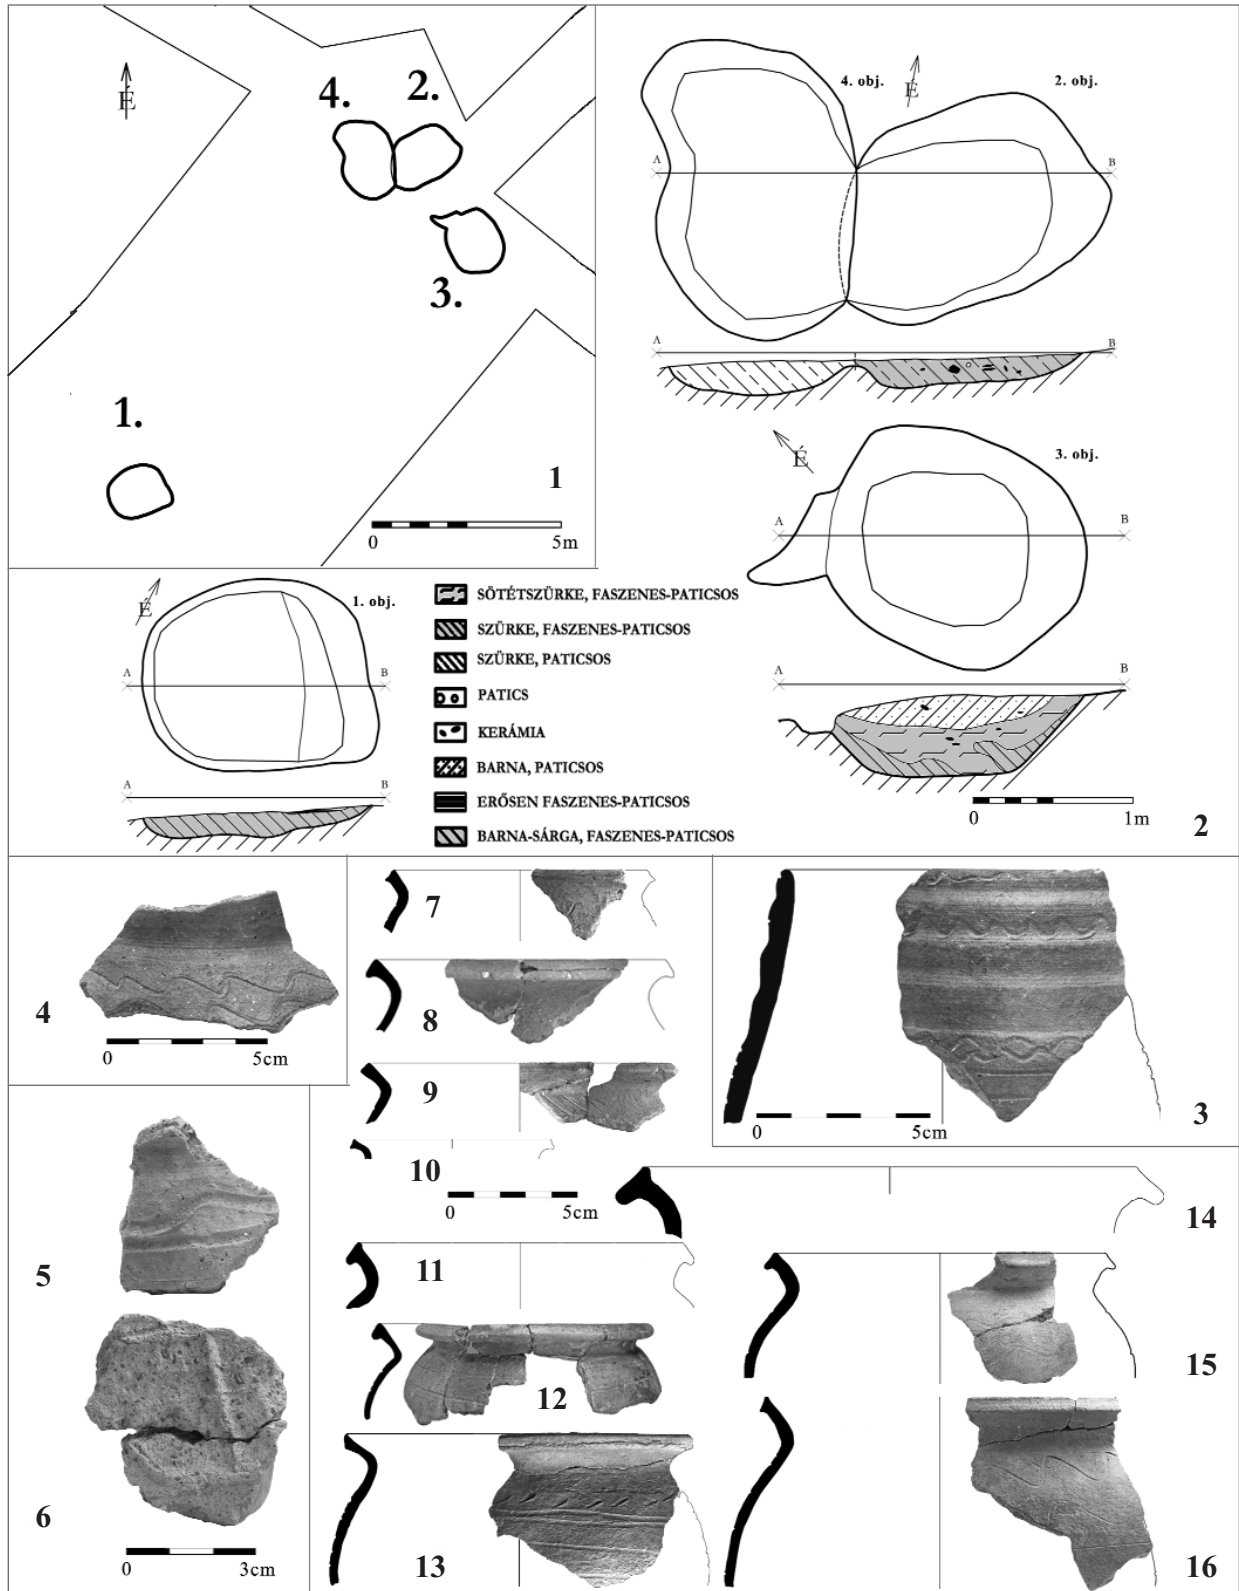 É
4.
2.
3.
1.
1
0 5m
4. obj.
É
2. obj.
A B
A B
É
3. obj.
A B
A B
0 1m
2
É
1. obj.
A B
A B
SÖTÉTSZÜRKE, FASZENES-PATICSOS
SZÜRKE, FASZENES-PATICSOS
SZÜRKE, PATICSOS
PATICS
KERÁMIA
BARNA, PATICSOS
ERŐSEN FASZENES-PATICSOS
BARNA-SÁRGA, FASZENES-PATICSOS
4
0 5cm
7
8
9
10
0 5cm
3
0 5cm
5
6
0 3cm
11
12
13
14
15
16